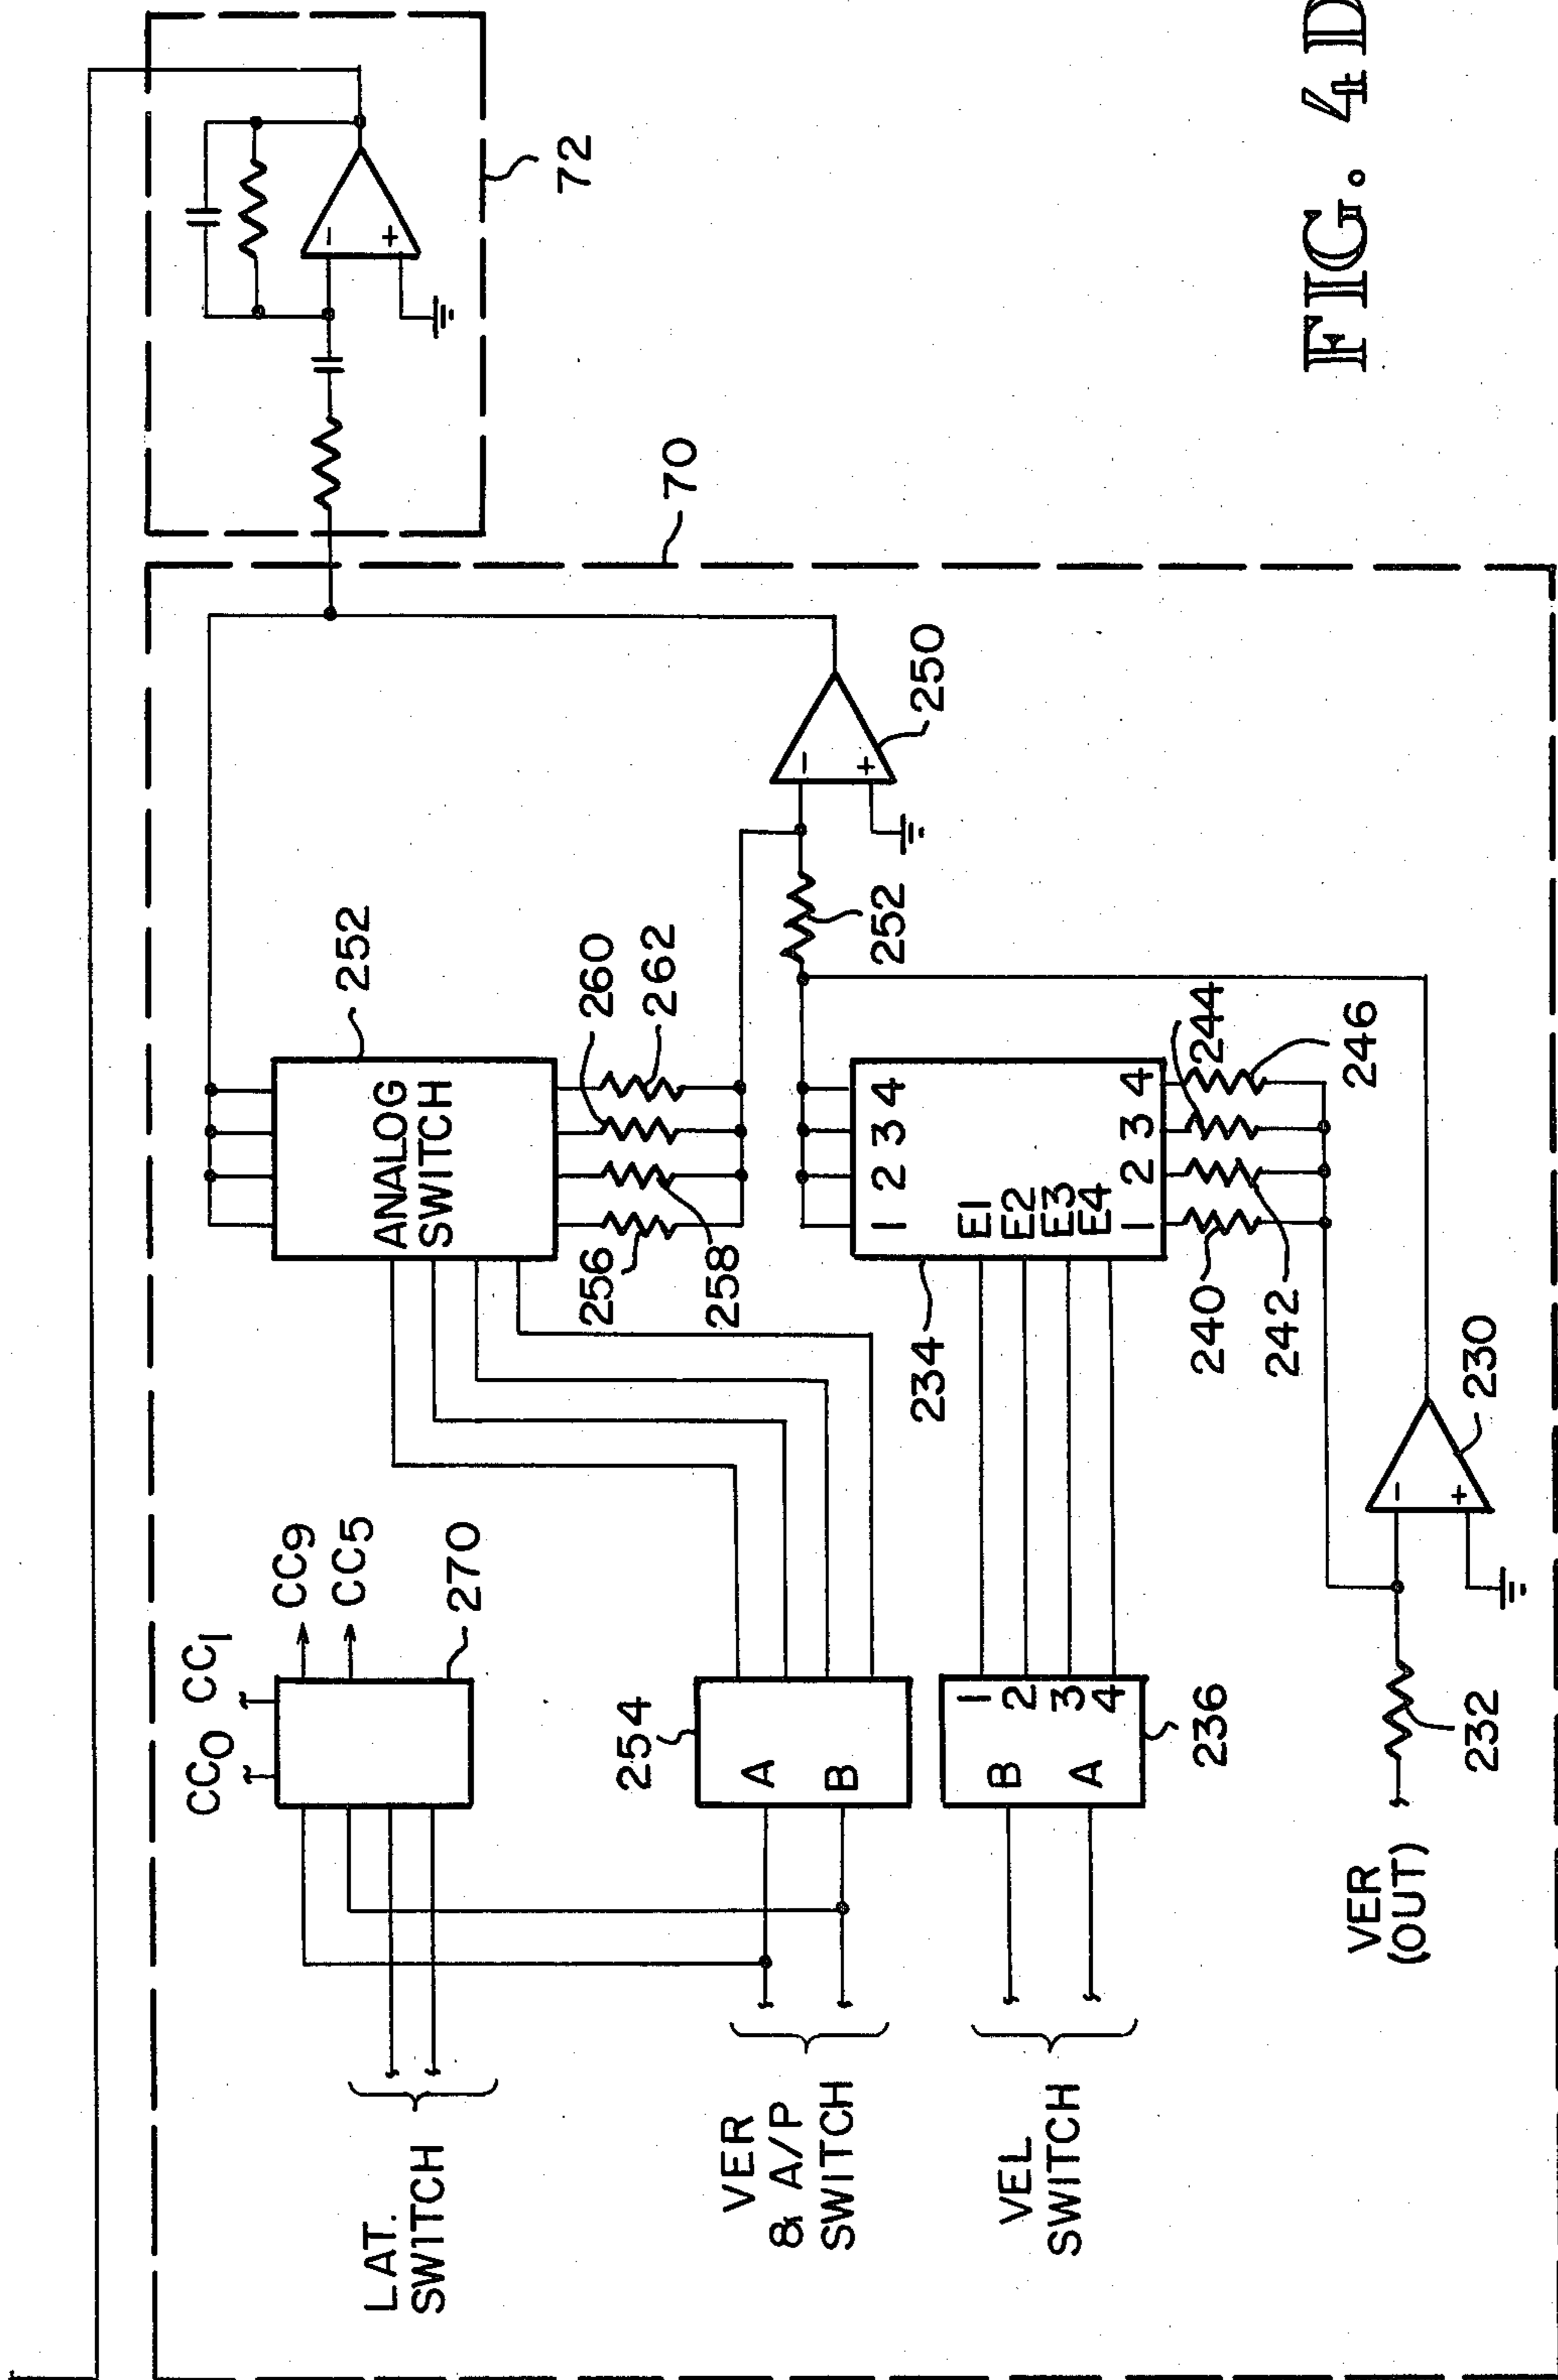 FIG. 4D
72
70
−
+
CC0 CC1
CC9
CC5
270
LAT.
SWITCH
ANALOG
SWITCH
252
256
258
260
262
254
A
B
VER
& A/P
SWITCH
−
+
250
252
1 2 3 4
E1
E2
E3
E4
1 2 3 4
234
240
242
244
246
B
A
1
2
3
4
236
VEL
SWITCH
−
+
230
232
VER
(OUT)